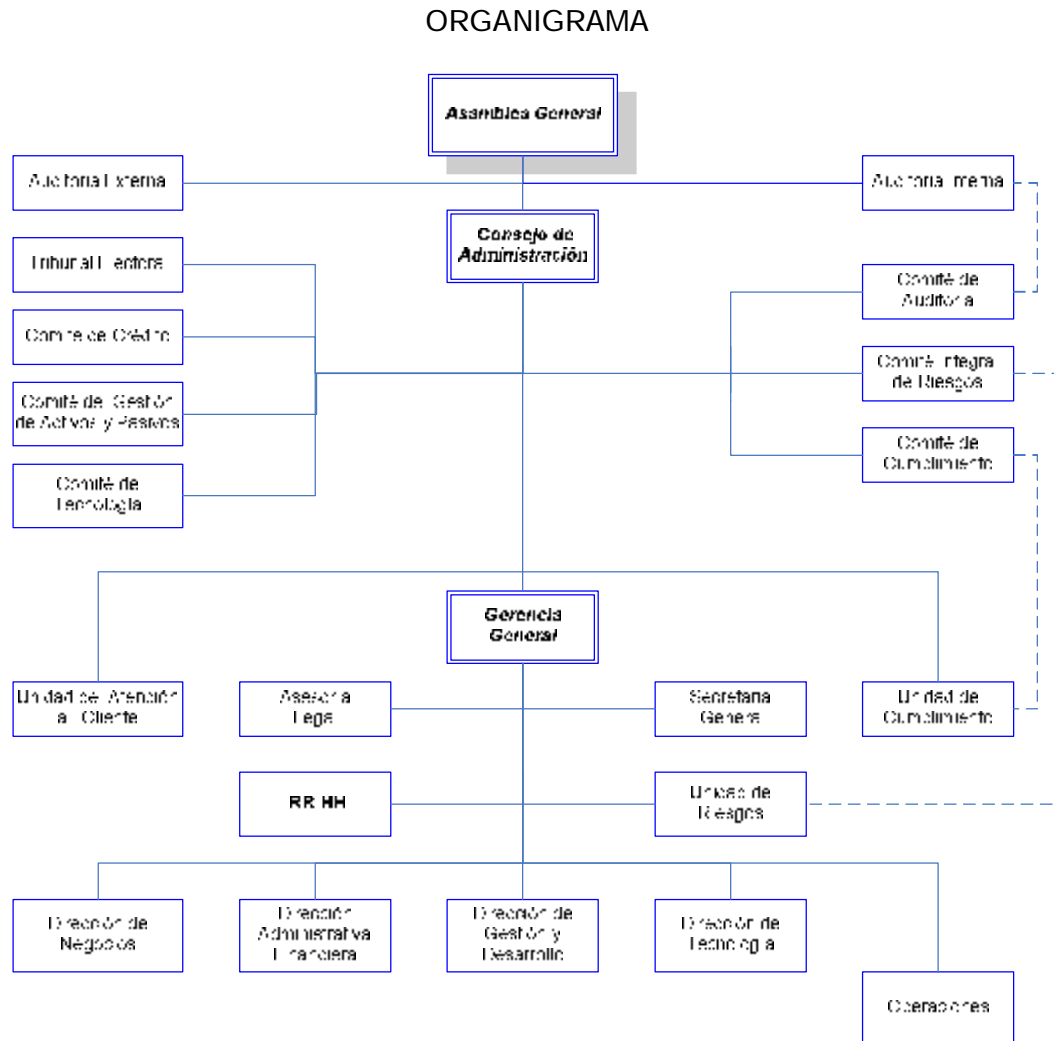 ORGANIGRAMA
Asamblea General
Auditoria Externa
Auditoria Interna
Consejo de
Administración
Tribunal Electoral
Comité de
Auditoria
Comité de Crédito
Comité Integral
de Riesgos
Comité de Gestión
de Activos y Pasivos
Comité de
Cumplimiento
Comité de
Tecnología
Gerencia
General
Unidad de Atención
al Cliente
Asesoria
Legal
Secretaria
General
Unidad de
Cumplimiento
RR HH
Unidad de
Riesgos
Dirección de
Negocios
Dirección
Administrativa
Financiera
Dirección de
Gestión y
Desarrollo
Dirección de
Tecnología
Operaciones